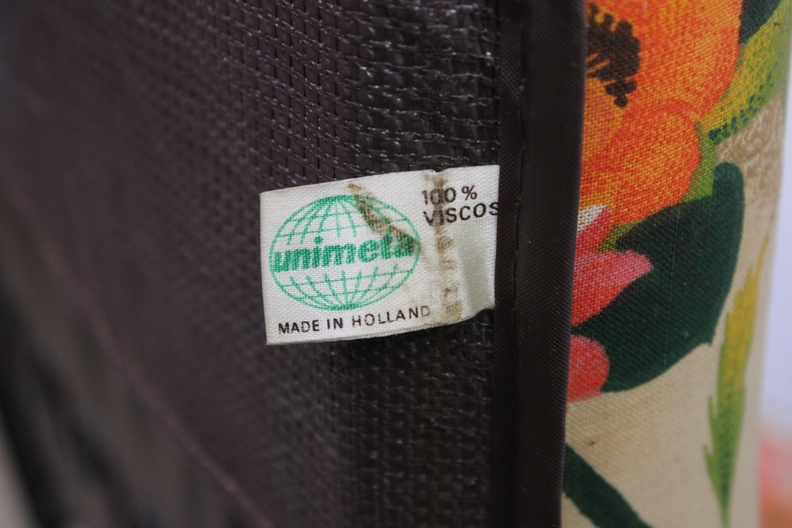 unimeta
100%
VISCOS
MADE IN HOLLAND